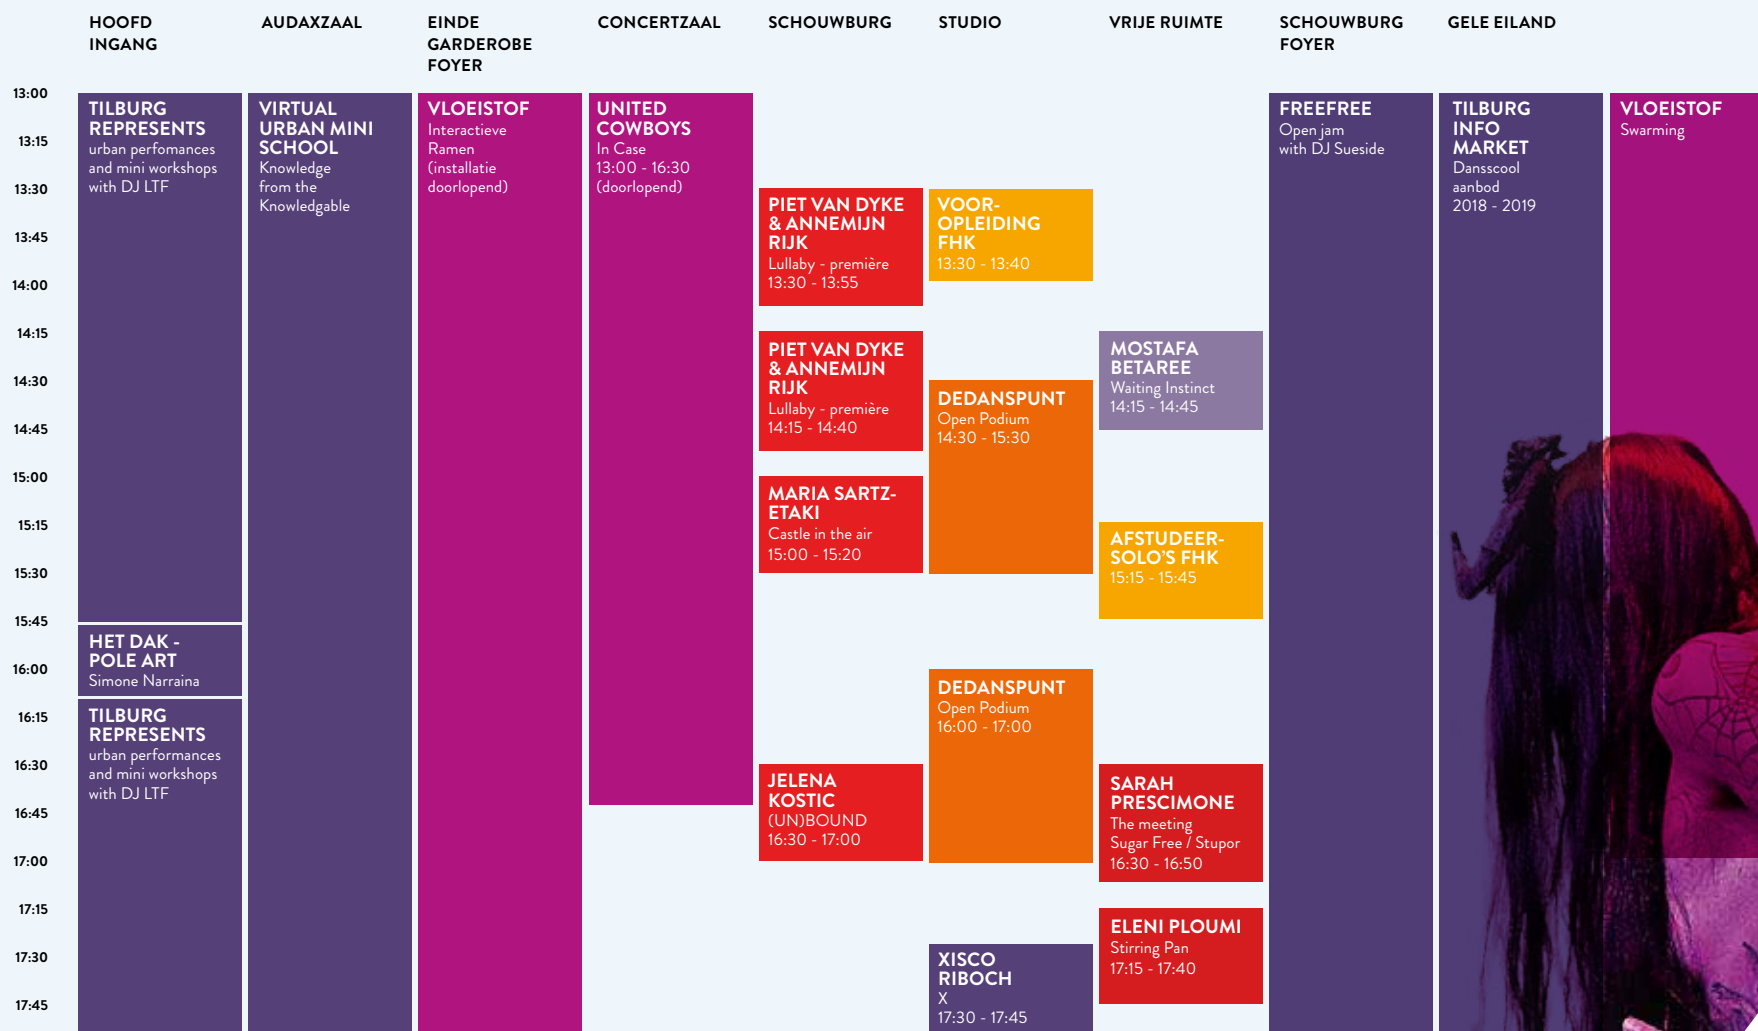 HOOFD
INGANG
AUDAXZAAL
EINDE
GARDEROBE
FOYER
CONCERTZAAL
SCHOUWBURG
STUDIO
VRIJE RUIMTE
SCHOUWBURG
FOYER
GELE EILAND
13:00
13:15
13:30
13:45
14:00
14:15
14:30
14:45
15:00
15:15
15:30
15:45
16:00
16:15
16:30
16:45
17:00
17:15
17:30
17:45
TILBURG
REPRESENTS
urban perfomances
and mini workshops
with DJ LTF
HET DAK -
POLE ART
Simone Narraina
TILBURG
REPRESENTS
urban performances
and mini workshops
with DJ LTF
VIRTUAL
URBAN MINI
SCHOOL
Knowledge
from the
Knowledgable
VLOEISTOF
Interactieve
Ramen
(installatie
doorlopend)
UNITED
COWBOYS
In Case
13:00 - 16:30
(doorlopend)
PIET VAN DYKE
& ANNEMIJN
RIJK
Lullaby - première
13:30 - 13:55
PIET VAN DYKE
& ANNEMIJN
RIJK
Lullaby - première
14:15 - 14:40
MARIA SARTZ-
ETAKI
Castle in the air
15:00 - 15:20
JELENA
KOSTIC
(UN)BOUND
16:30 - 17:00
VOOR-
OPLEIDING
FHK
13:30 - 13:40
DEDANSPUNT
Open Podium
14:30 - 15:30
DEDANSPUNT
Open Podium
16:00 - 17:00
XISCO
RIBOCH
X
17:30 - 17:45
MOSTAFA
BETAREE
Waiting Instinct
14:15 - 14:45
AFSTUDEER-
SOLO'S FHK
15:15 - 15:45
SARAH
PRESCIMONE
The meeting
Sugar Free / Stupor
16:30 - 16:50
ELENI PLOUMI
Stirring Pan
17:15 - 17:40
FREEFREE
Open jam
with DJ Sueside
TILBURG
INFO
MARKET
Dansscool
aanbod
2018 - 2019
VLOEISTOF
Swarming